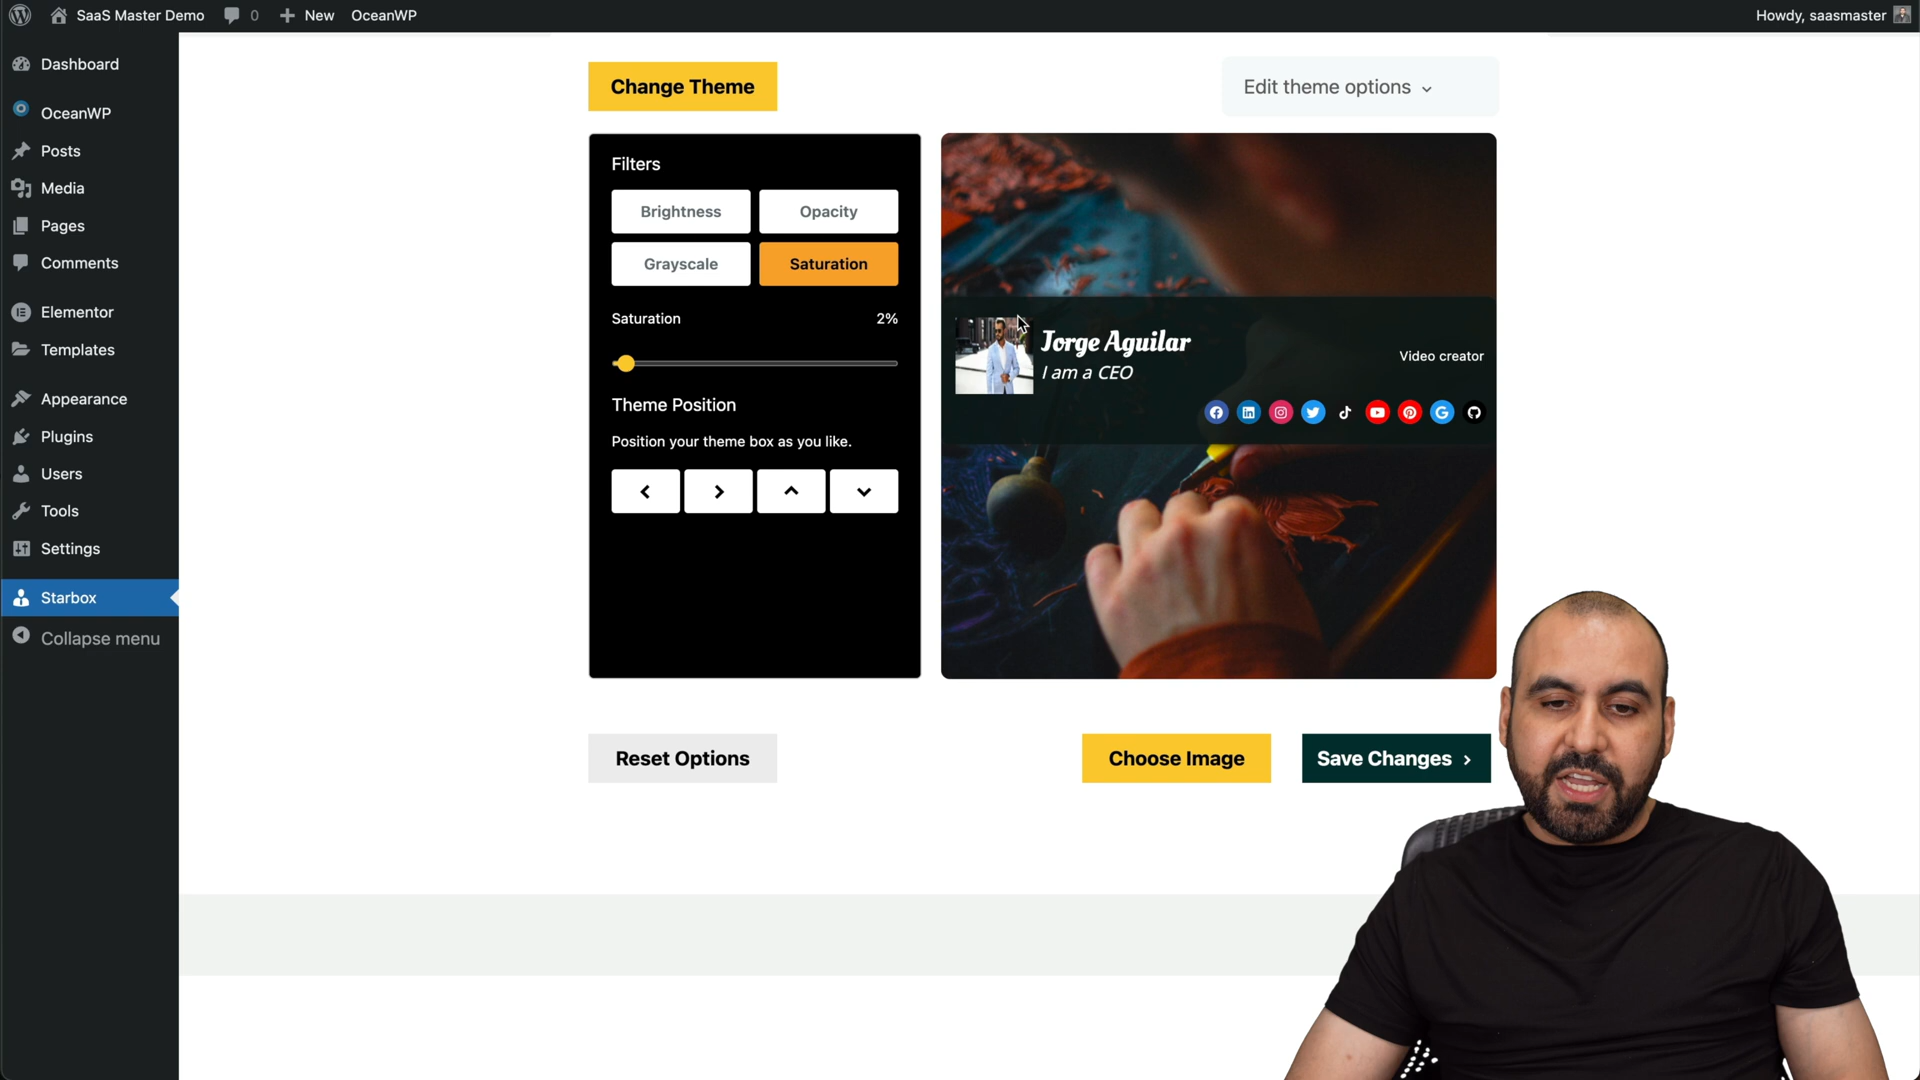 SaaS Master Demo
0
New
OceanWP
Howdy, saasmaster
Dashboard
OceanWP
Posts
Media
Pages
Comments
Elementor
Templates
Appearance
Plugins
Users
Tools
Settings
Starbox
Collapse menu
Change Theme
Edit theme options
Filters
Brightness
Opacity
Grayscale
Saturation
Saturation
2%
Theme Position
Position your theme box as you like.
Jorge Aguilar
I am a CEO
Video creator
Reset Options
Choose Image
Save Changes